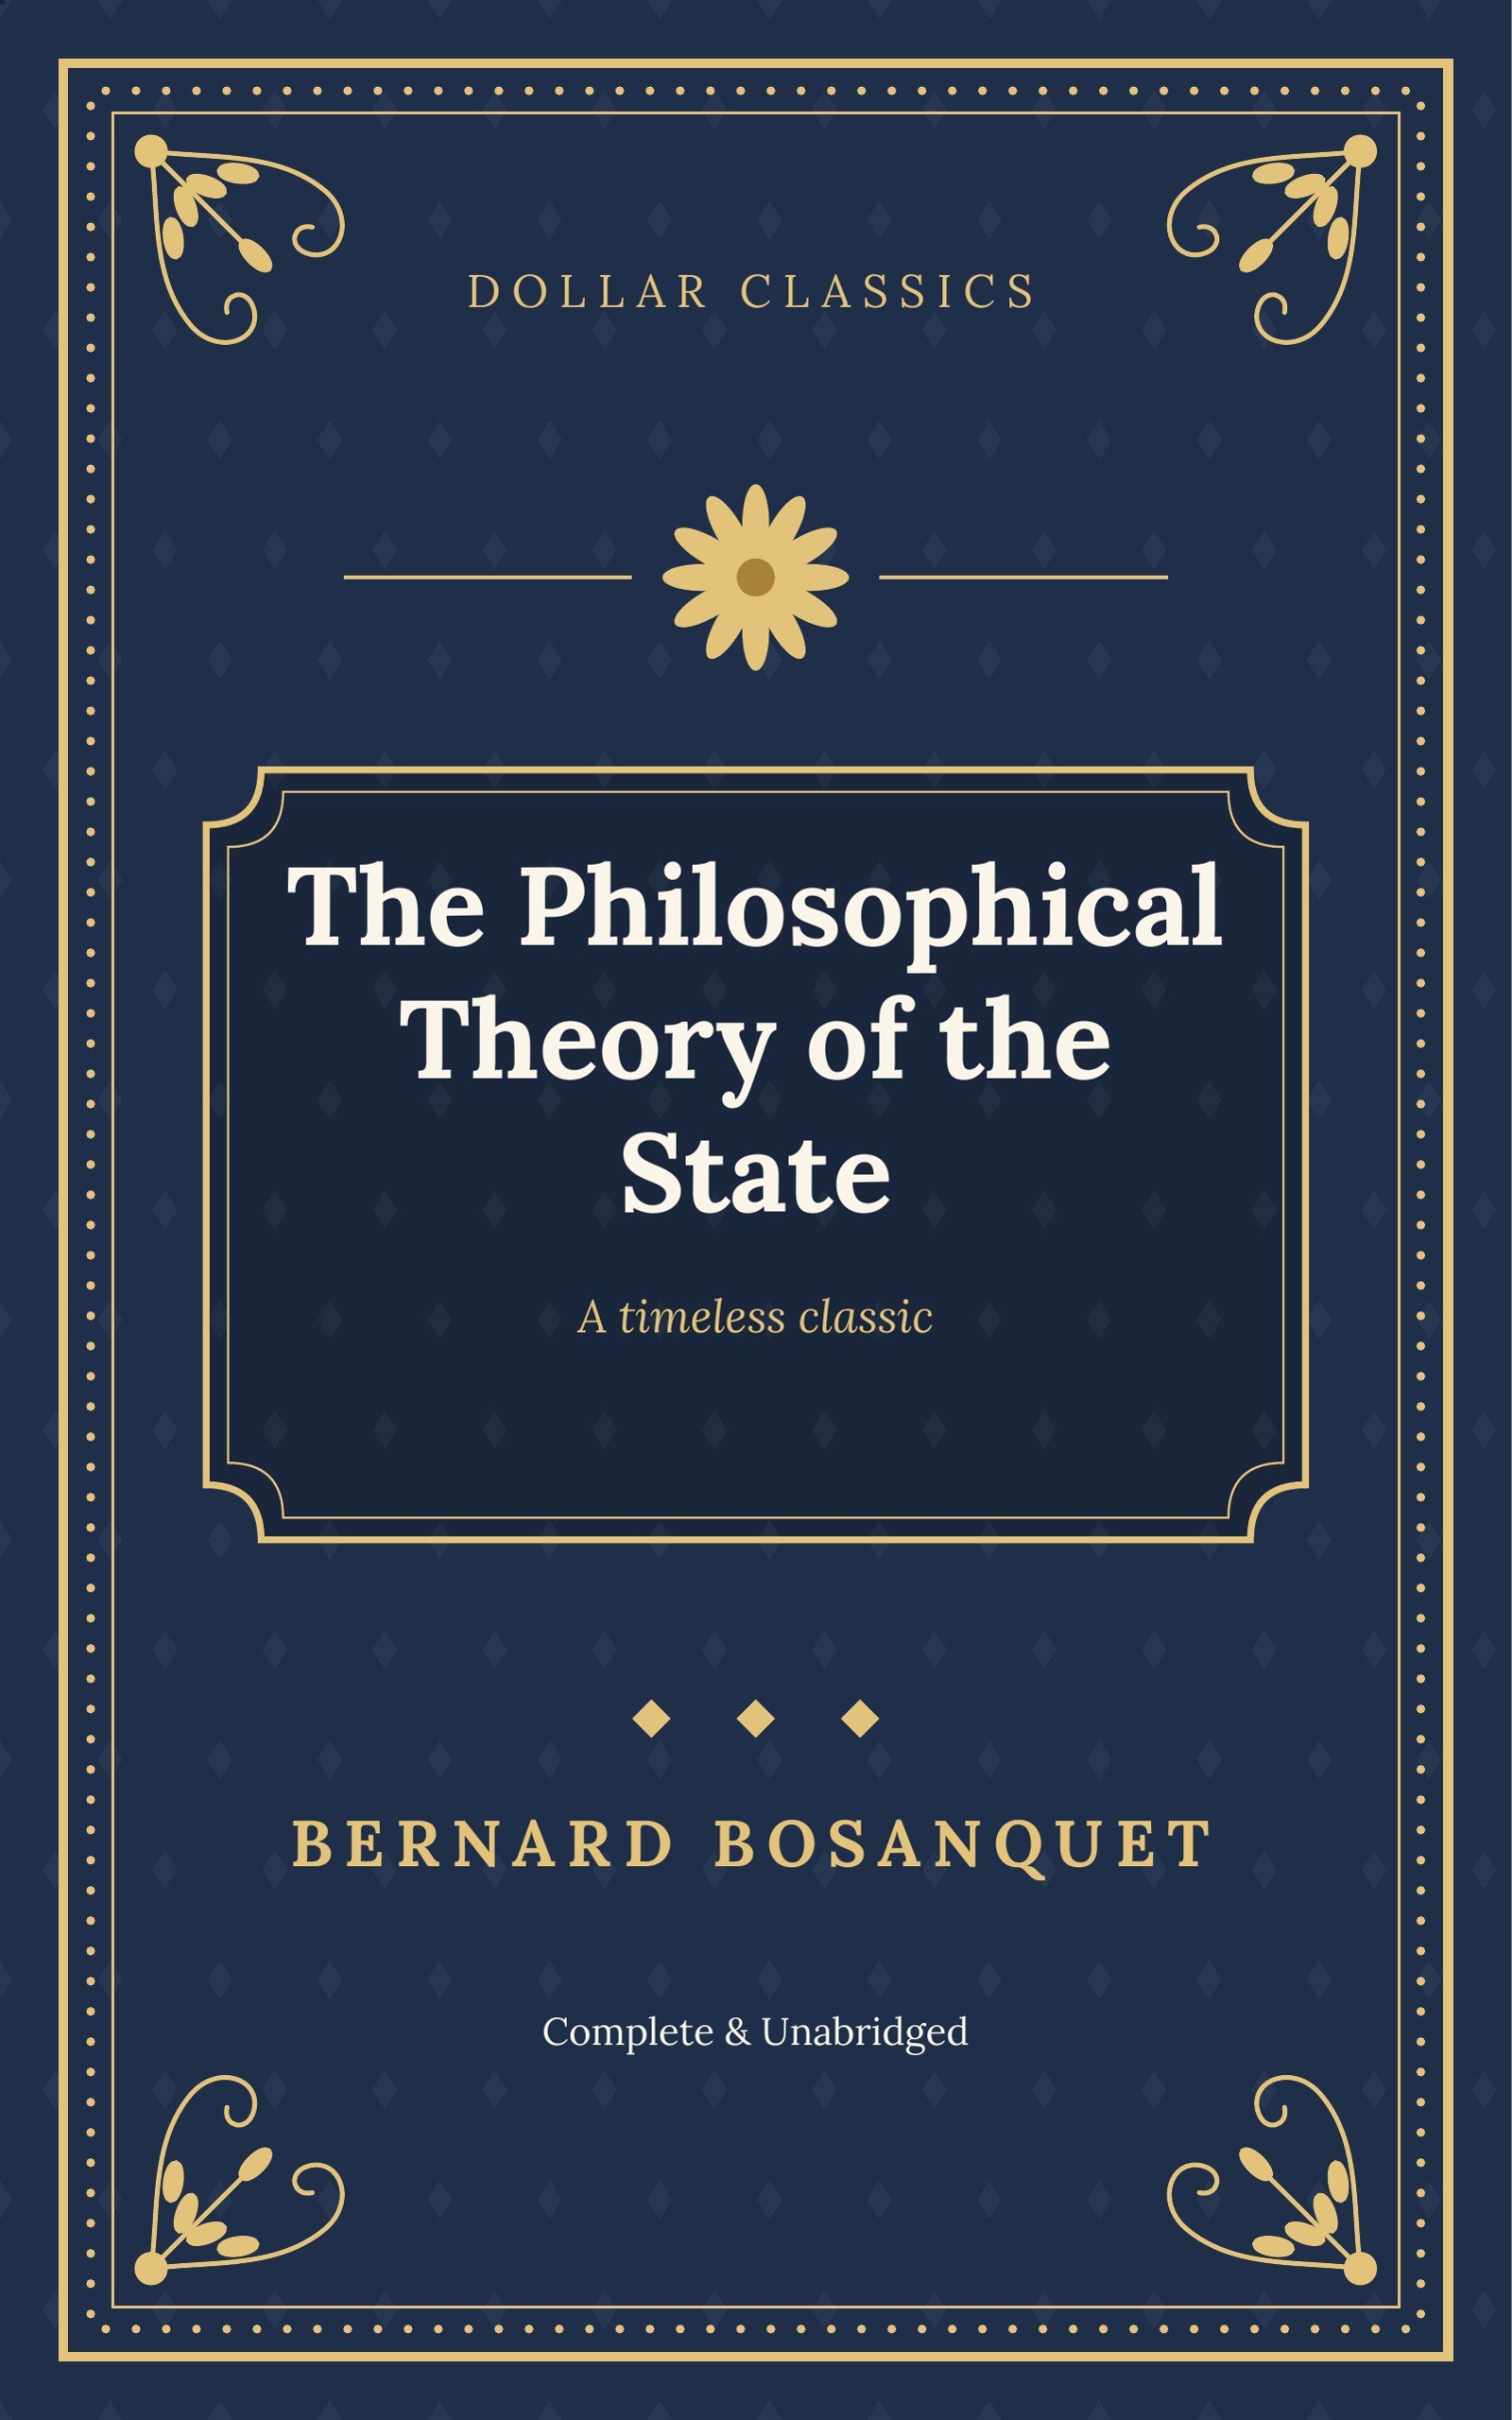 DOLLAR CLASSICS
The Philosophical
Theory of the
State
A timeless classic
BERNARD BOSANQUET
Complete & Unabridged